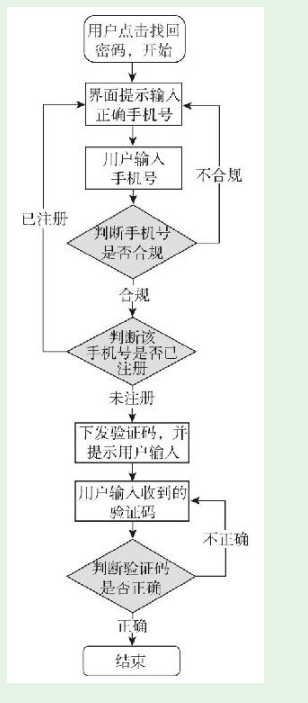 用户点击找回
密码，开始
界面提示输入
正确手机号
用户输入
手机号
不合规
已注册
判断手机号
是否合规
合规
判断该
手机号是否已
注册
未注册
下发验证码，并
提示用户输入
用户输入收到的
验证码
不正确
判断验证码
是否正确
正确
结束